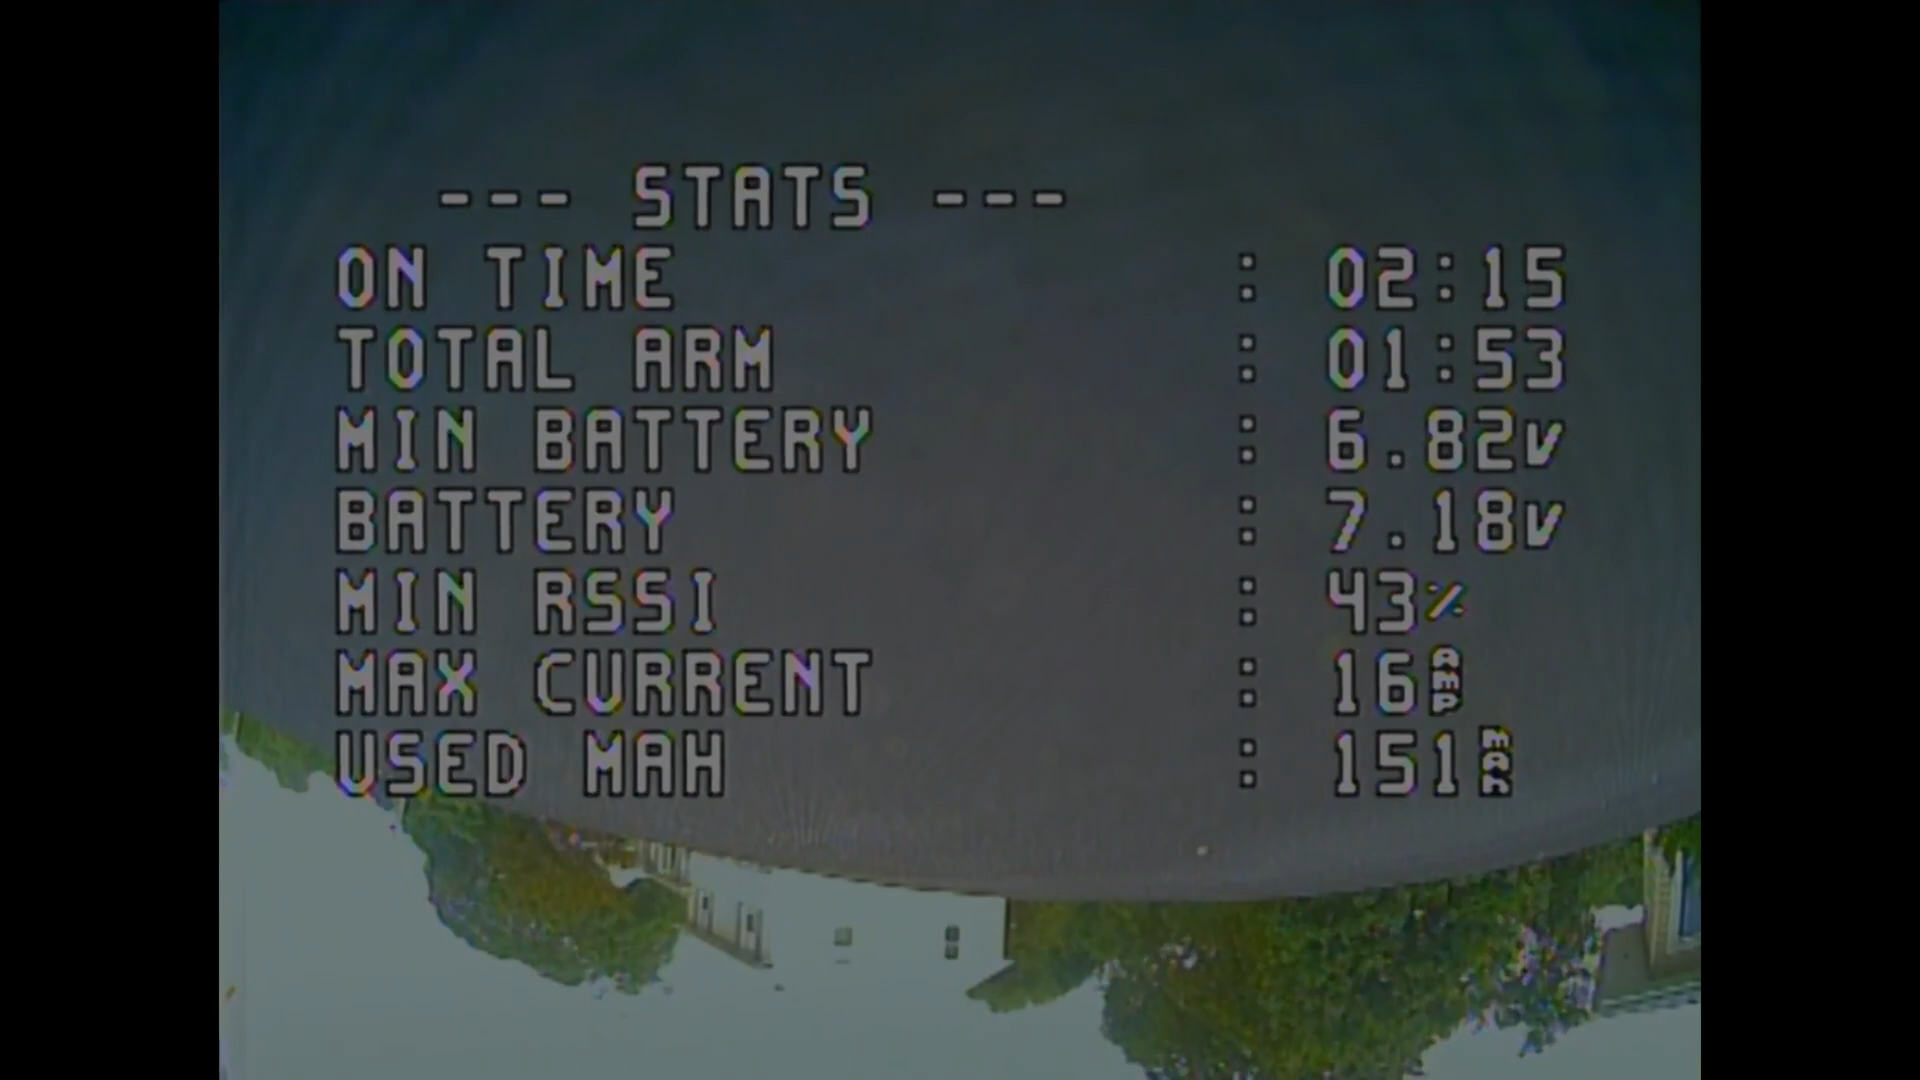 --- STATS ---
ON TIME : 02:15
TOTAL ARM : 01:53
MIN BATTERY : 6.82V
BATTERY : 7.18V
MIN RSSI : 43%
MAX CURRENT : 16AMP
USED MAH : 151MAH